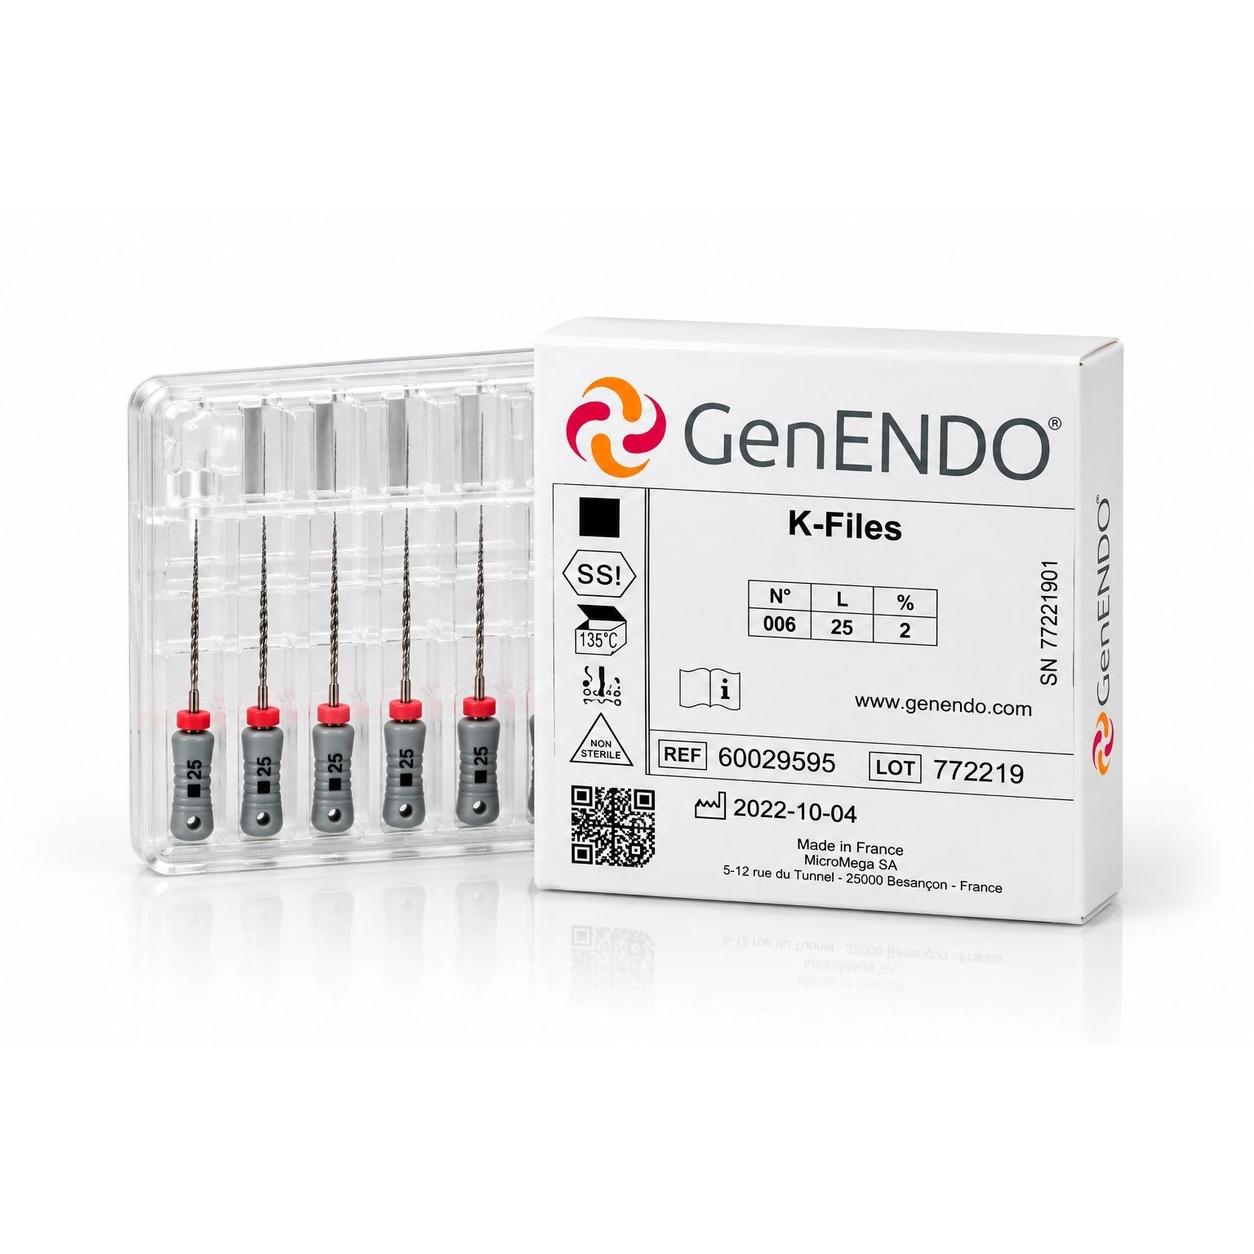 GenENDO®
K-Files
N° L %
006 25 2
SS!
135°C
NON
STERILE
i
www.genendo.com
SN 77221901
REF 60029595 LOT 772219
2022-10-04
Made in France
MicroMega SA
5-12 rue du Tunnel - 25000 Besançon - France
GenENDO®
25
25
25
25
25